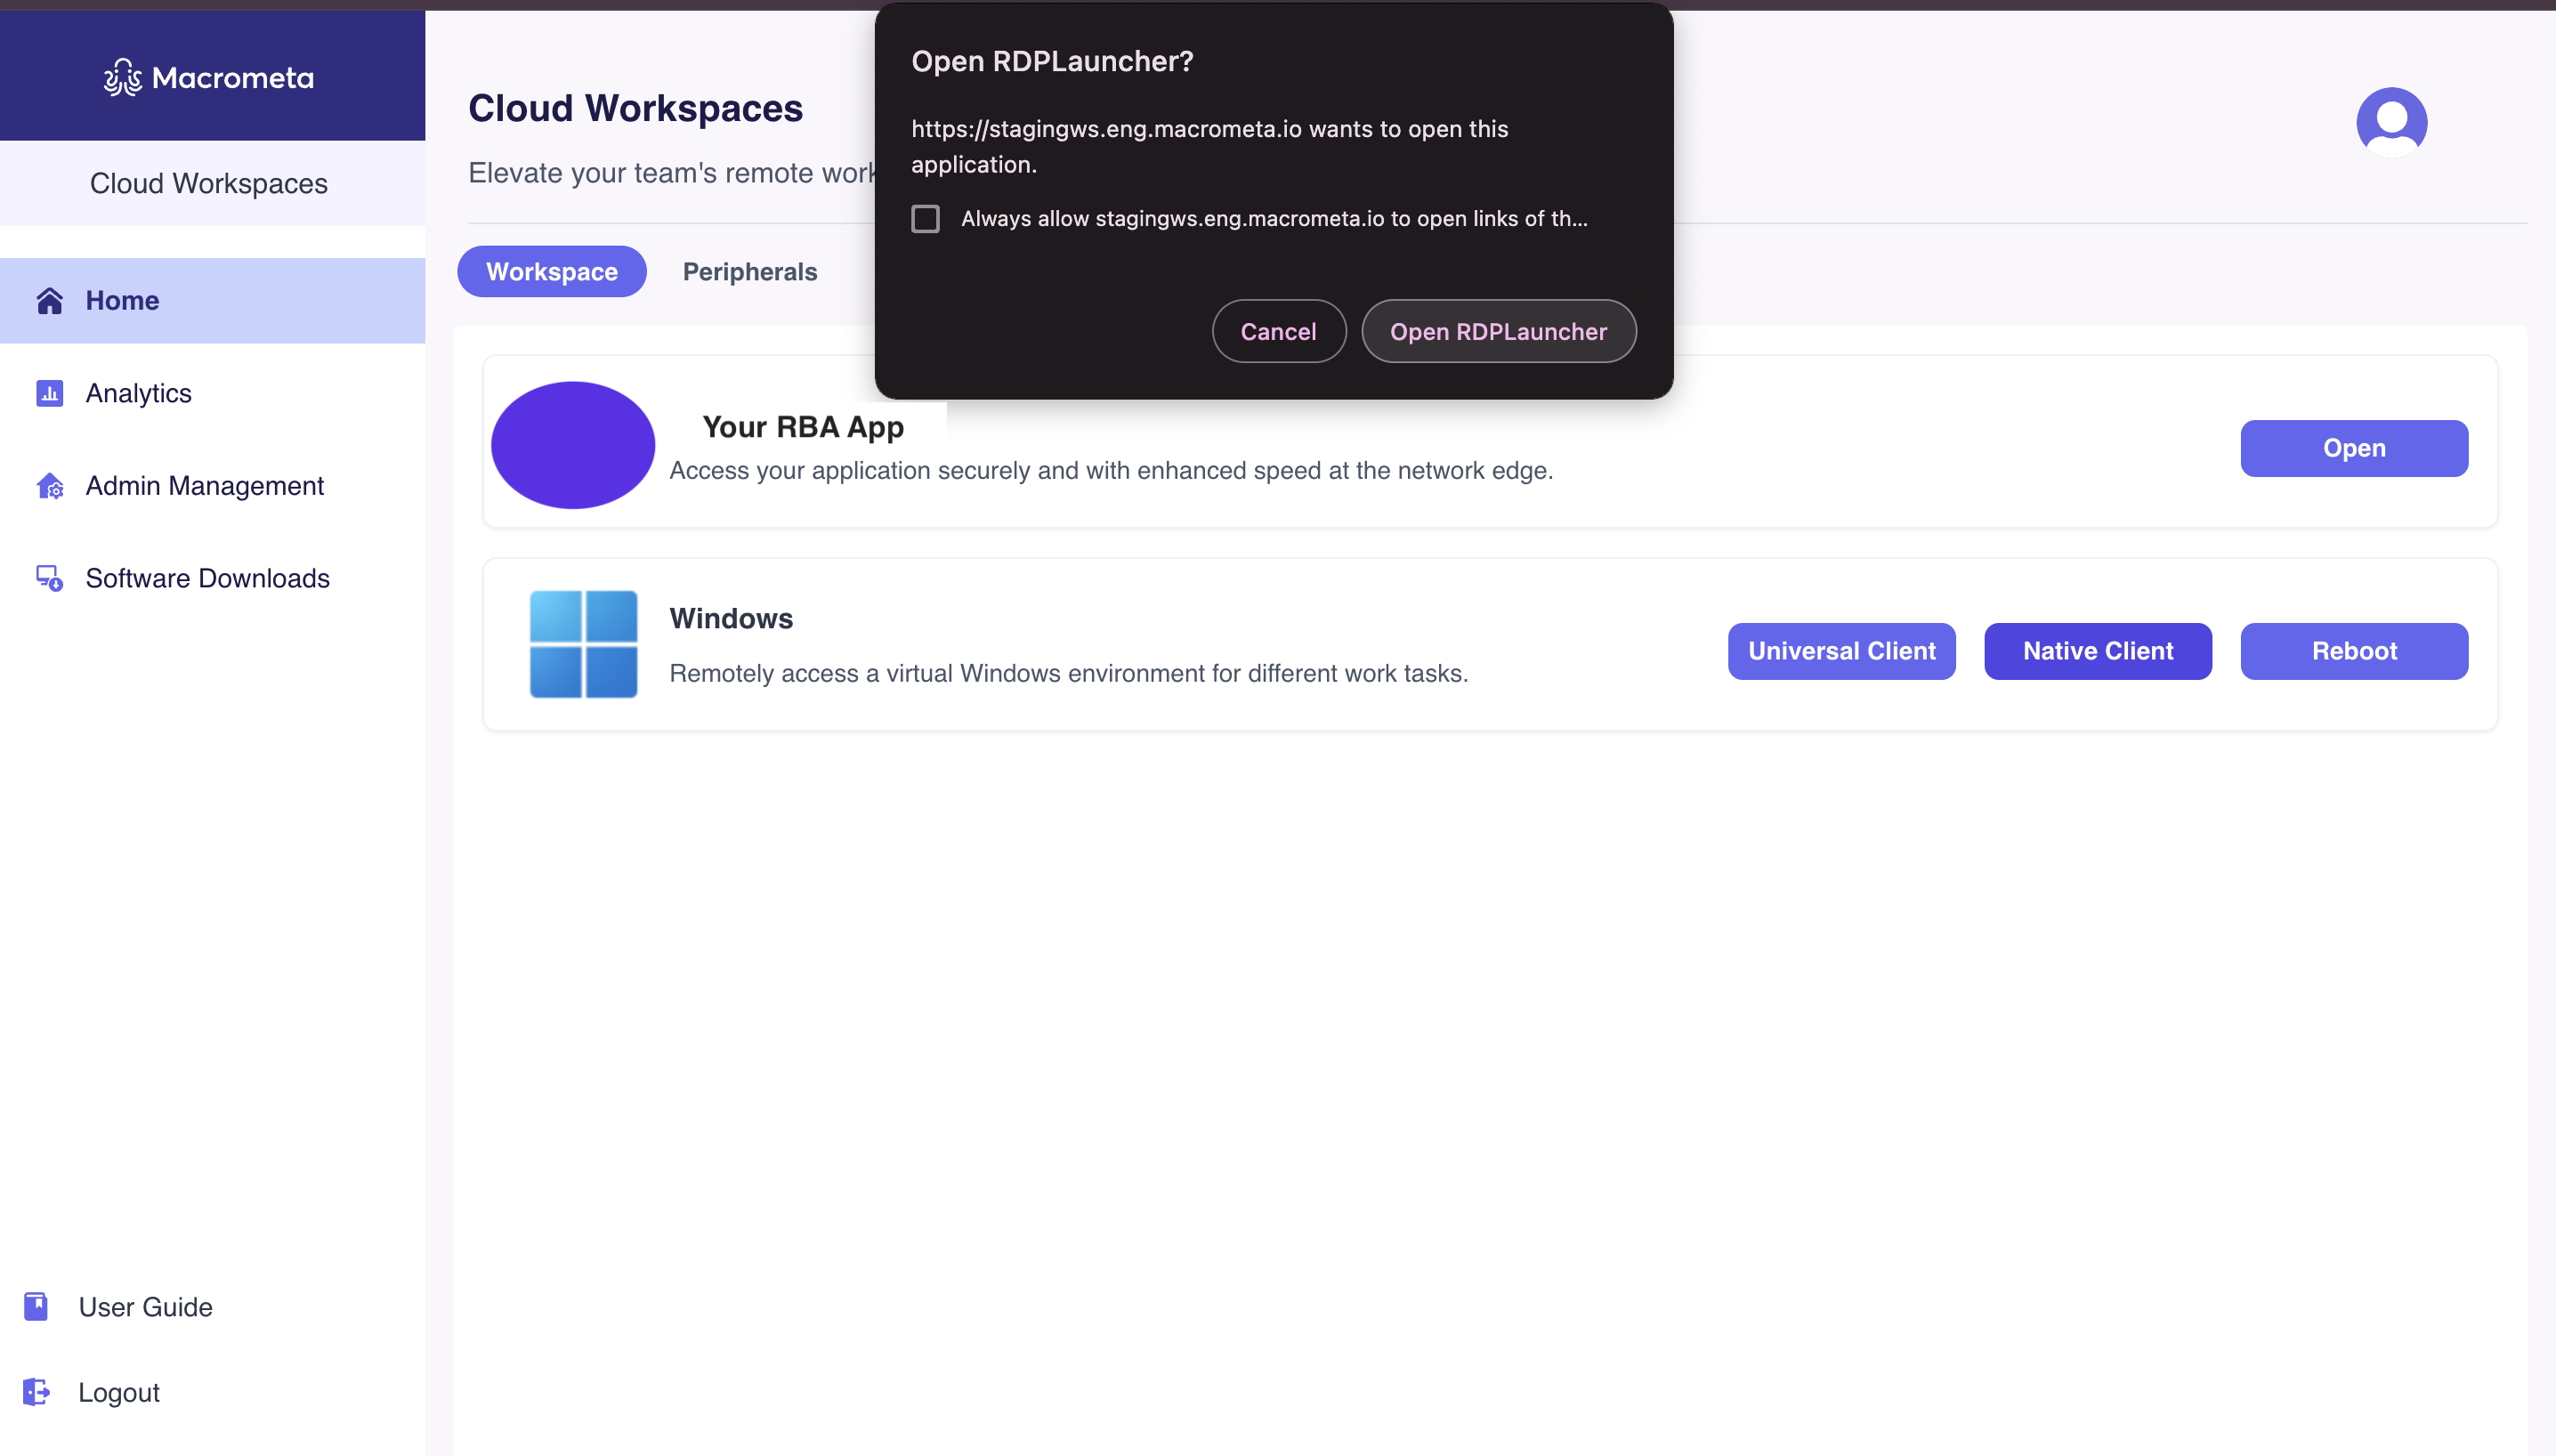 Macrometa
Cloud Workspaces
Home
Analytics
Admin Management
Software Downloads
User Guide
Logout
Cloud Workspaces
Elevate your team's remote work
Workspace
Peripherals
Open RDPLauncher?
https://stagingws.eng.macrometa.io wants to open this
application.
Always allow stagingws.eng.macrometa.io to open links of th...
Cancel
Open RDPLauncher
Your RBA App
Access your application securely and with enhanced speed at the network edge.
Open
Windows
Remotely access a virtual Windows environment for different work tasks.
Universal Client
Native Client
Reboot